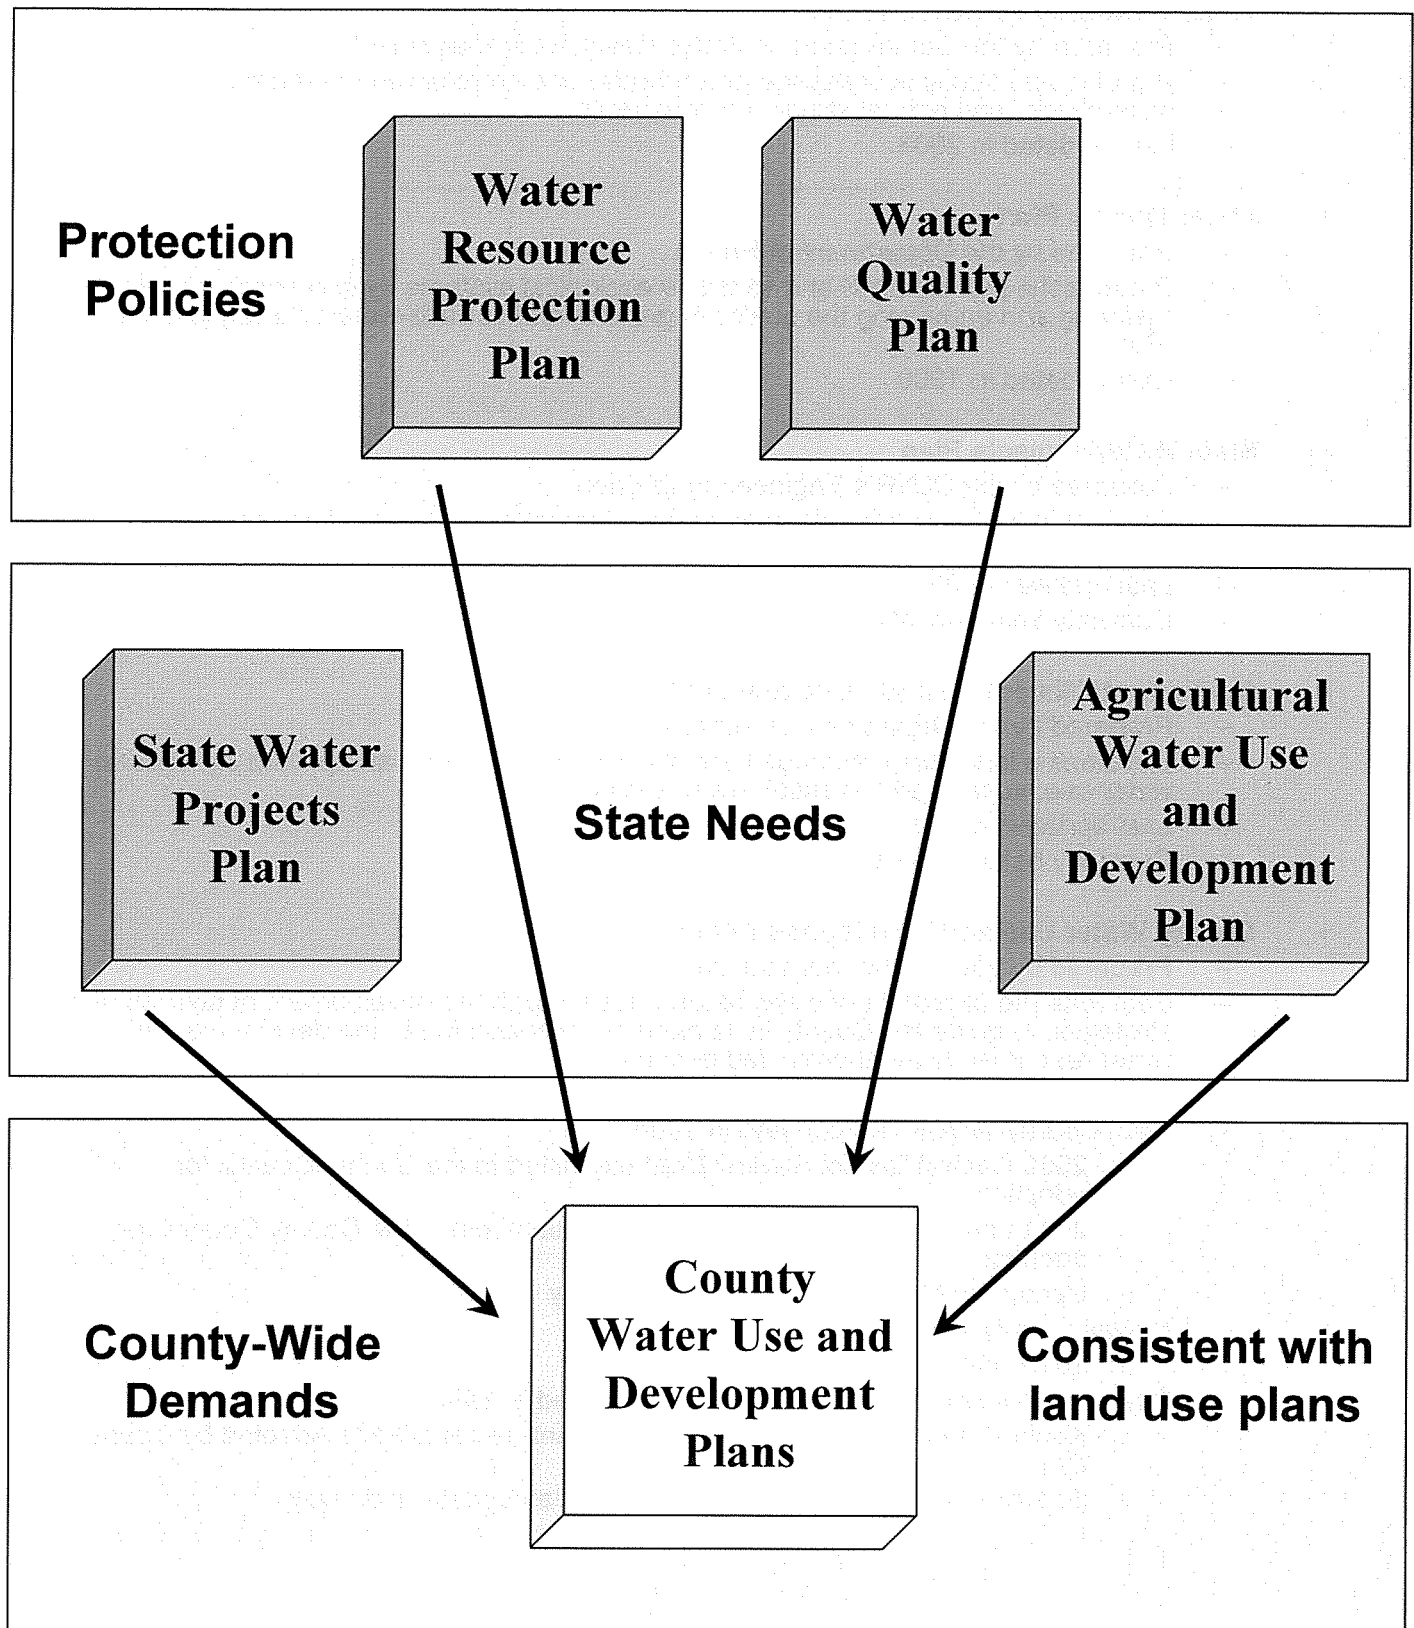 Protection
Policies
Water
Resource
Protection
Plan
Water
Quality
Plan
State Water
Projects
Plan
State Needs
Agricultural
Water Use
and
Development
Plan
County-Wide
Demands
County
Water Use and
Development
Plans
Consistent with
land use plans